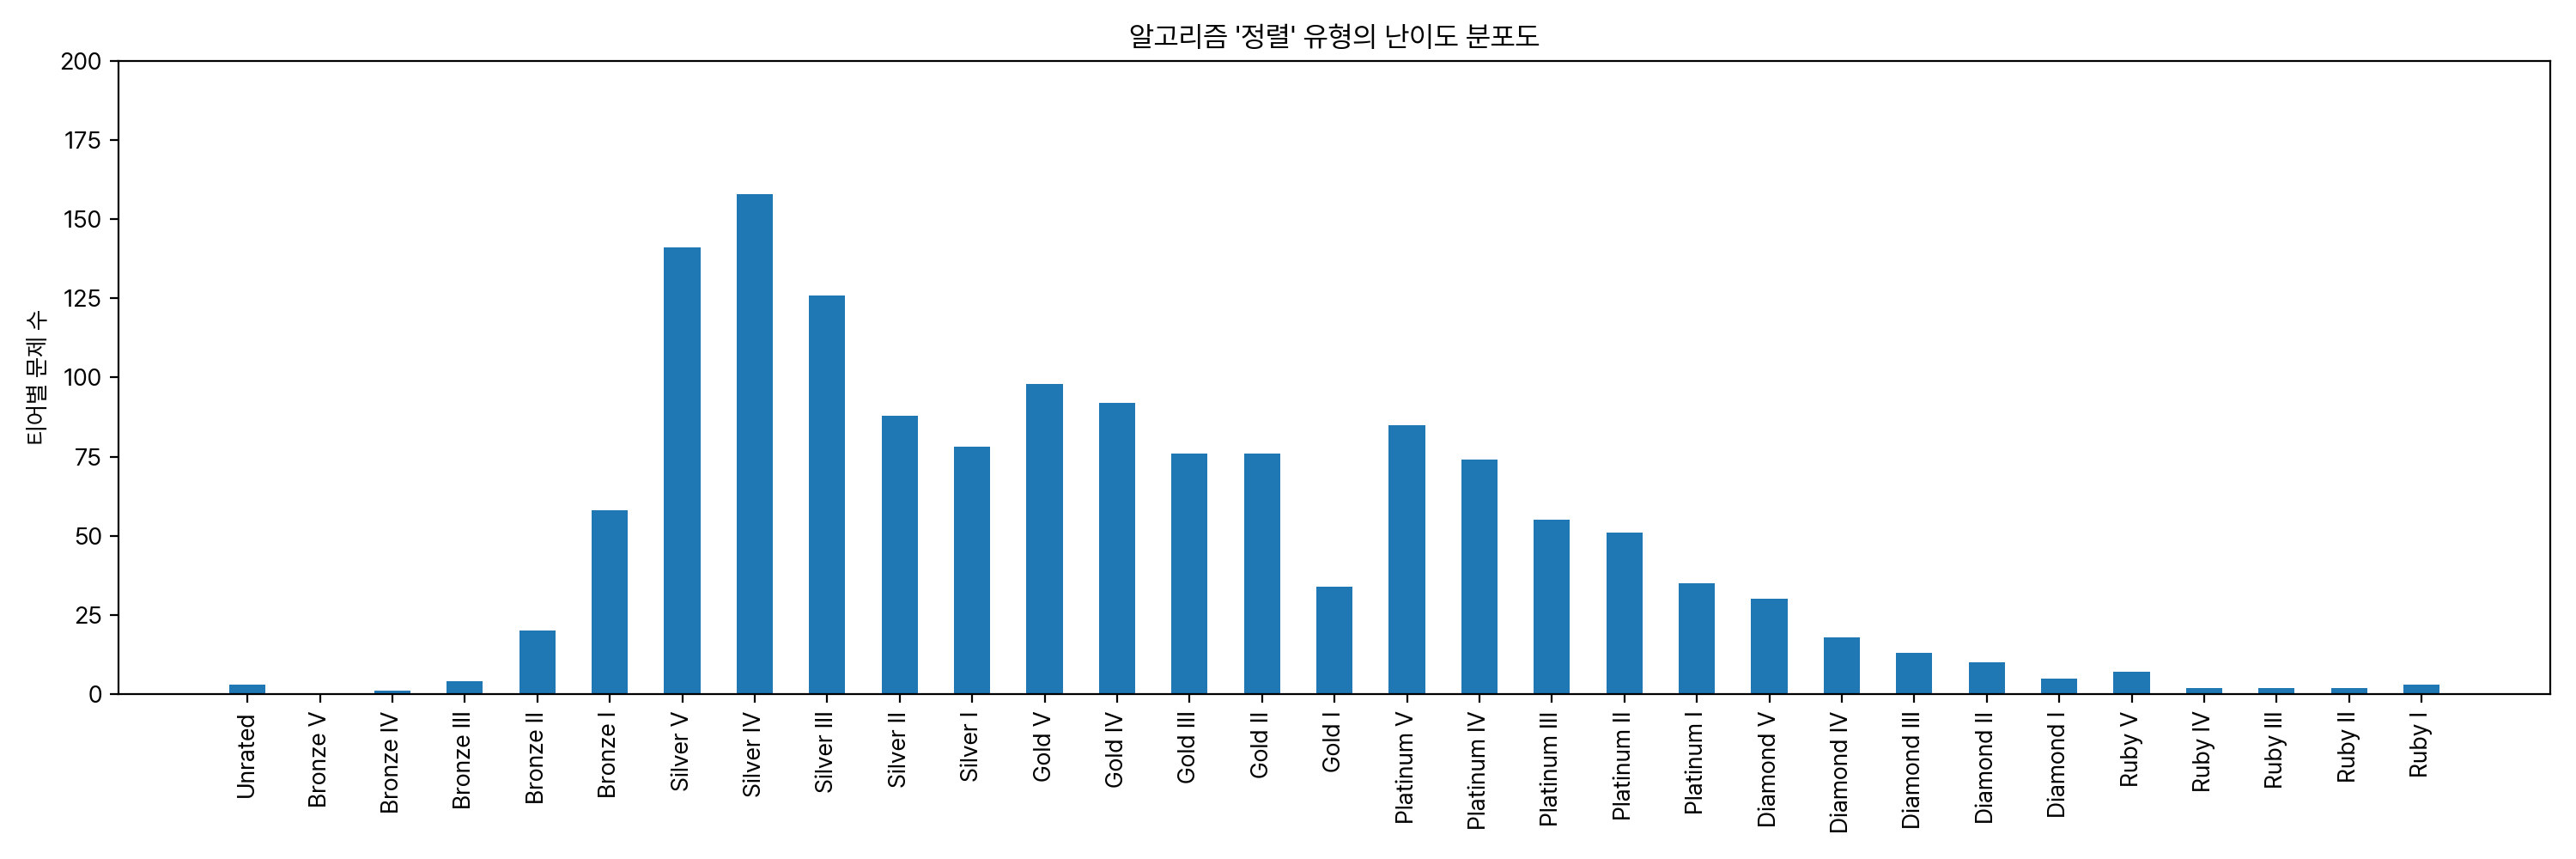 알고리즘 '정렬' 유형의 난이도 분포도
티어별 문제 수
200
175
150
125
100
75
50
25
0
Unrated
Bronze V
Bronze IV
Bronze III
Bronze II
Bronze I
Silver V
Silver IV
Silver III
Silver II
Silver I
Gold V
Gold IV
Gold III
Gold II
Gold I
Platinum V
Platinum IV
Platinum III
Platinum II
Platinum I
Diamond V
Diamond IV
Diamond III
Diamond II
Diamond I
Ruby V
Ruby IV
Ruby III
Ruby II
Ruby I